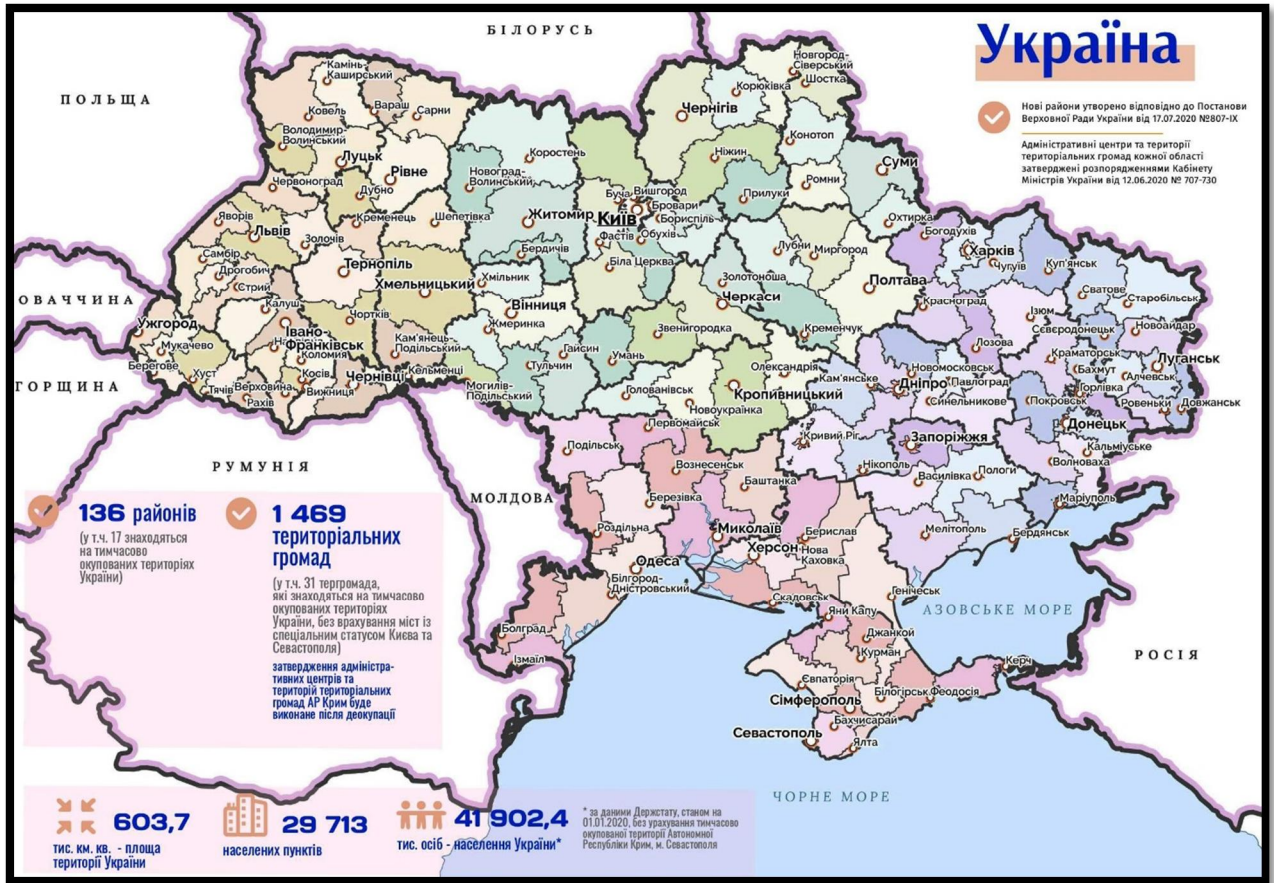 Україна
Нові райони утворено відповідно до Постанови
Верховної Ради України від 17.07.2020 №807-IX
Адміністративні центри та території
територіальних громад кожної області
затверджені розпорядженнями Кабінету
Міністрів України від 12.06.2020 № 707-730
БІЛОРУСЬ
ПОЛЬЩА
ОВАЧЧИНА
ГОРЩИНА
РУМУНІЯ
МОЛДОВА
РОСІЯ
АЗОВСЬКЕ МОРЕ
ЧОРНЕ МОРЕ
Камінь-
Каширський
Ковель
Вараш
Сарни
Володимир-
Волинський
Луцьк
Рівне
Червоноград
Дубно
Яворів
Львів
Золочів
Кременець
Шепетівка
Самбір
Дрогобич
Стрий
Тернопіль
Хмельницький
Калуш
Чортків
Ужгород
Мукачево
Берегове
Хуст
Тячів
Рахів
Івано-
Франківськ
Коломия
Косів
Верховина
Вижниця
Чернівці
Кам'янець-
Подільський
Кельменці
Новоград-
Волинський
Коростень
Житомир
Бердичів
Хмільник
Вінниця
Жмеринка
Гайсин
Тульчин
Могилів-
Подільський
Київ
Буча
Вишгород
Бровари
Бориспіль
Фастів
Обухів
Біла Церква
Чернігів
Корюківка
Новгород-
Сіверський
Шостка
Конотоп
Ніжин
Прилуки
Ромни
Суми
Охтирка
Лубни
Миргород
Полтава
Кременчук
Золотоноша
Черкаси
Звенигородка
Умань
Голованівськ
Новоукраїнка
Олександрія
Кропивницький
Богодухів
Харків
Чугуїв
Куп'янськ
Красноград
Ізюм
Лозова
Сватове
Старобільськ
Сєвєродонецьк
Новоайдар
Луганськ
Алчевськ
Ровеньки
Довжанськ
Краматорськ
Бахмут
Горлівка
Покровськ
Донецьк
Кальміуське
Волноваха
Маріуполь
Кам'янське
Новомосковськ
Дніпро
Павлоград
Синельникове
Кривий Ріг
Нікополь
Запоріжжя
Василівка
Пологи
Мелітополь
Бердянськ
Подільськ
Первомайськ
Вознесенськ
Баштанка
Березівка
Миколаїв
Роздільна
Одеса
Білгород-
Дністровський
Болград
Ізмаїл
Берислав
Херсон
Нова
Каховка
Скадовськ
Генічеськ
Яни Капу
Джанкой
Курман
Євпаторія
Сімферополь
Білогірськ
Феодосія
Керч
Бахчисарай
Севастополь
Ялта
136 районів
(у т.ч. 17 знаходяться
на тимчасово
окупованих територіях
України)
1 469
територіальних
громад
(у т.ч. 31 тергромада,
які знаходяться на тимчасово
окупованих територіях
України, без врахування міст із
спеціальним статусом Києва та
Севастополя)
затвердження адміністра-
тивних центрів та
територій територіальних
громад АР Крим буде
виконане після деокупації
603,7
тис. км. кв. - площа
території України
29 713
населених пунктів
41 902,4
тис. осіб - населення України*
* за даними Держстату, станом на
01.01.2020, без урахування тимчасово
окупованої території Автономної
Республіки Крим, м. Севастополя